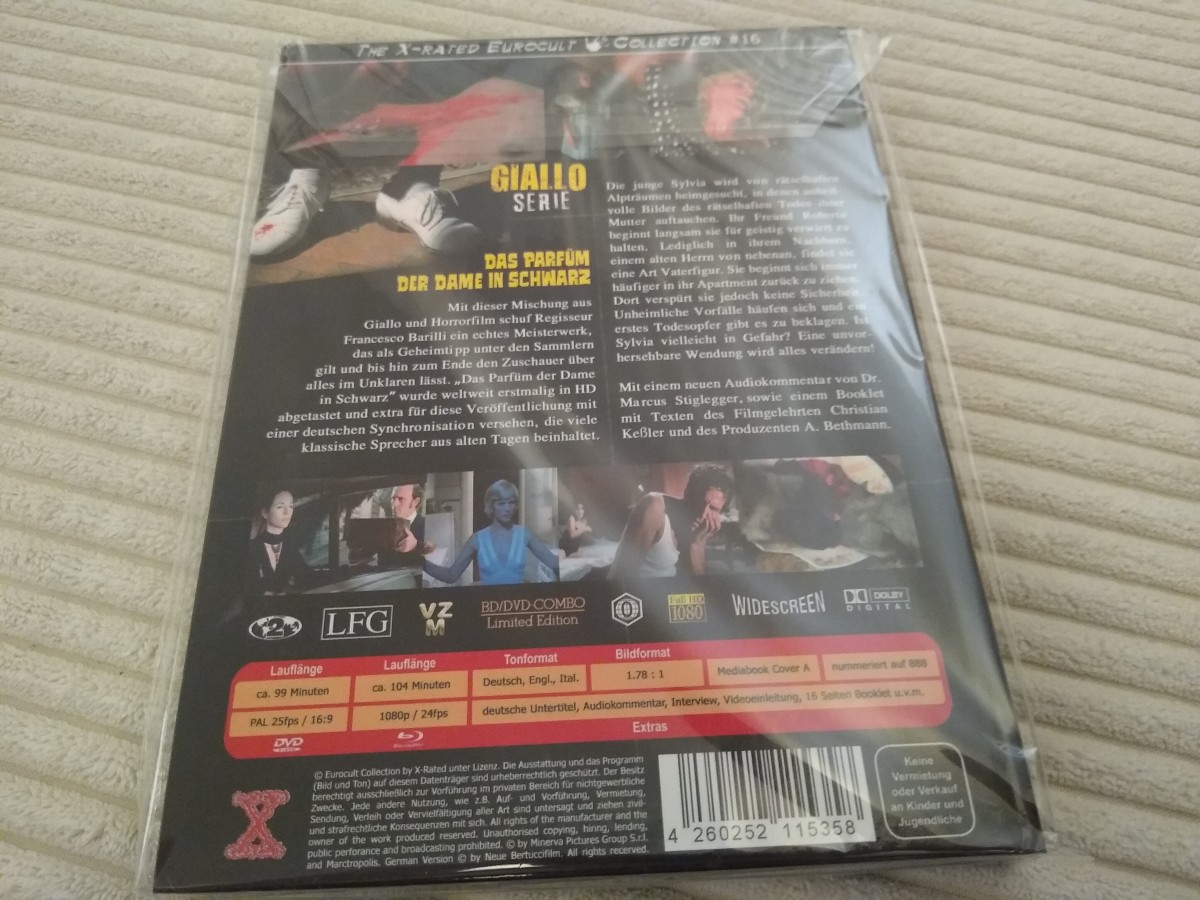 THE X-RATED EUROCULT COLLECTION #16
GIALLO
SERIE
DAS PARFÜM
DER DAME IN SCHWARZ
Mit dieser Mischung aus
Giallo und Horrorfilm schuf Regisseur
Francesco Barilli ein echtes Meisterwerk,
das als Geheimtipp unter den Sammlern
gilt und bis hin zum Ende den Zuschauer über
alles im Unklaren lässt. „Das Parfüm der Dame
in Schwarz” wurde weltweit erstmalig in HD
abgetastet und extra für diese Veröffentlichung mit
einer deutschen Synchronisation versehen, die viele
klassische Sprecher aus alten Tagen beinhaltet.
Die junge Sylvia wird von rätselhaften
Alpträumen heimgesucht, in denen unheil-
volle Bilder des rätselhaften Todes ihrer
Mutter auftauchen. Ihr Freund Roberto
beginnt langsam sie für geistig verwirrt zu
halten. Lediglich in ihrem Nachbarn,
einem alten Herrn von nebenan, findet sie
eine Art Vaterfigur. Sie beginnt sich immer
häufiger in ihr Apartment zurück zu ziehen.
Dort verspürt sie jedoch keine Sicherheit.
Unheimliche Vorfälle häufen sich und ein
erstes Todesopfer gibt es zu beklagen. Ist
Sylvia vielleicht in Gefahr? Eine unvor-
hersehbare Wendung wird alles verändern!
Mit einem neuen Audiokommentar von Dr.
Marcus Stiglegger, sowie einem Booklet
mit Texten des Filmgelehrten Christian
Keßler und des Produzenten A. Bethmann.
2 LFG VZM BD/DVD COMBO Limited Edition Full HD 1080 WIDESCREEN DOLBY DIGITAL
Lauflänge Lauflänge Tonformat Bildformat
ca. 99 Minuten ca. 104 Minuten Deutsch, Engl., Ital. 1.78 : 1 Mediabook Cover A nummeriert auf 888
PAL 25fps / 16:9 1080p / 24fps deutsche Untertitel, Audiokommentar, Interview, Videoeinleitung, 16 Seiten Booklet u.v.m.
Extras
DVD Blu-ray
© Eurocult Collection by X-Rated unter Lizenz. Die Ausstattung und das Programm
(Bild und Ton) auf diesem Datenträger sind urheberrechtlich geschützt. Der Besitz
berechtigt ausschließlich zur Vorführung im privaten Bereich für nichtgewerbliche
Zwecke. Jede andere Nutzung, wie z.B. Auf- und Vorführung, Vermietung,
Sendung, Verleih oder Vervielfältigung aller Art sind untersagt und ziehen zivil-
und strafrechtliche Konsequenzen mit sich. All rights of the manufacturer and the
owner of the work produced reserved. Unauthorised copying, hiring, lending,
public perforance and broadcasting prohibited. © by Minerva Pictures Group S.r.l.
and Marctropolis. German Version © by Neue Bertuccifilm. All rights reserved.
X
4 260252 115358
Keine
Vermietung
oder Verkauf
an Kinder und
Jugendliche